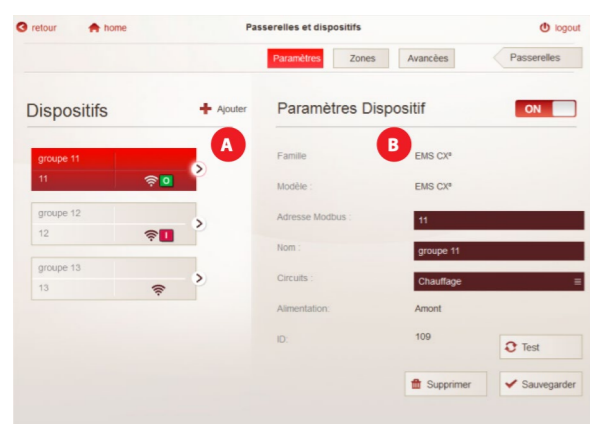 retour home Passerelles et dispositifs logout
Paramètres Zones Avancèes Passerelles
Dispositifs Ajouter
A
groupe 11
11 O
groupe 12
12 I
groupe 13
13
Paramètres Dispositif ON
B
Famille EMS CX³
Modèle : EMS CX³
Adresse Modbus : 11
Nom : groupe 11
Circuits : Chauffage
Alimentation: Amont
ID: 109
Test
Supprimer Sauvegarder